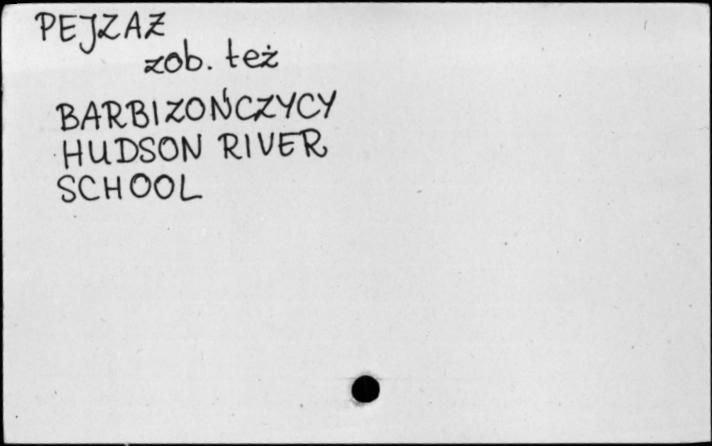 PEJZAŻ
zob. też
BARBIZOŃCZYCY
HUDSON RIVER
SCHOOL